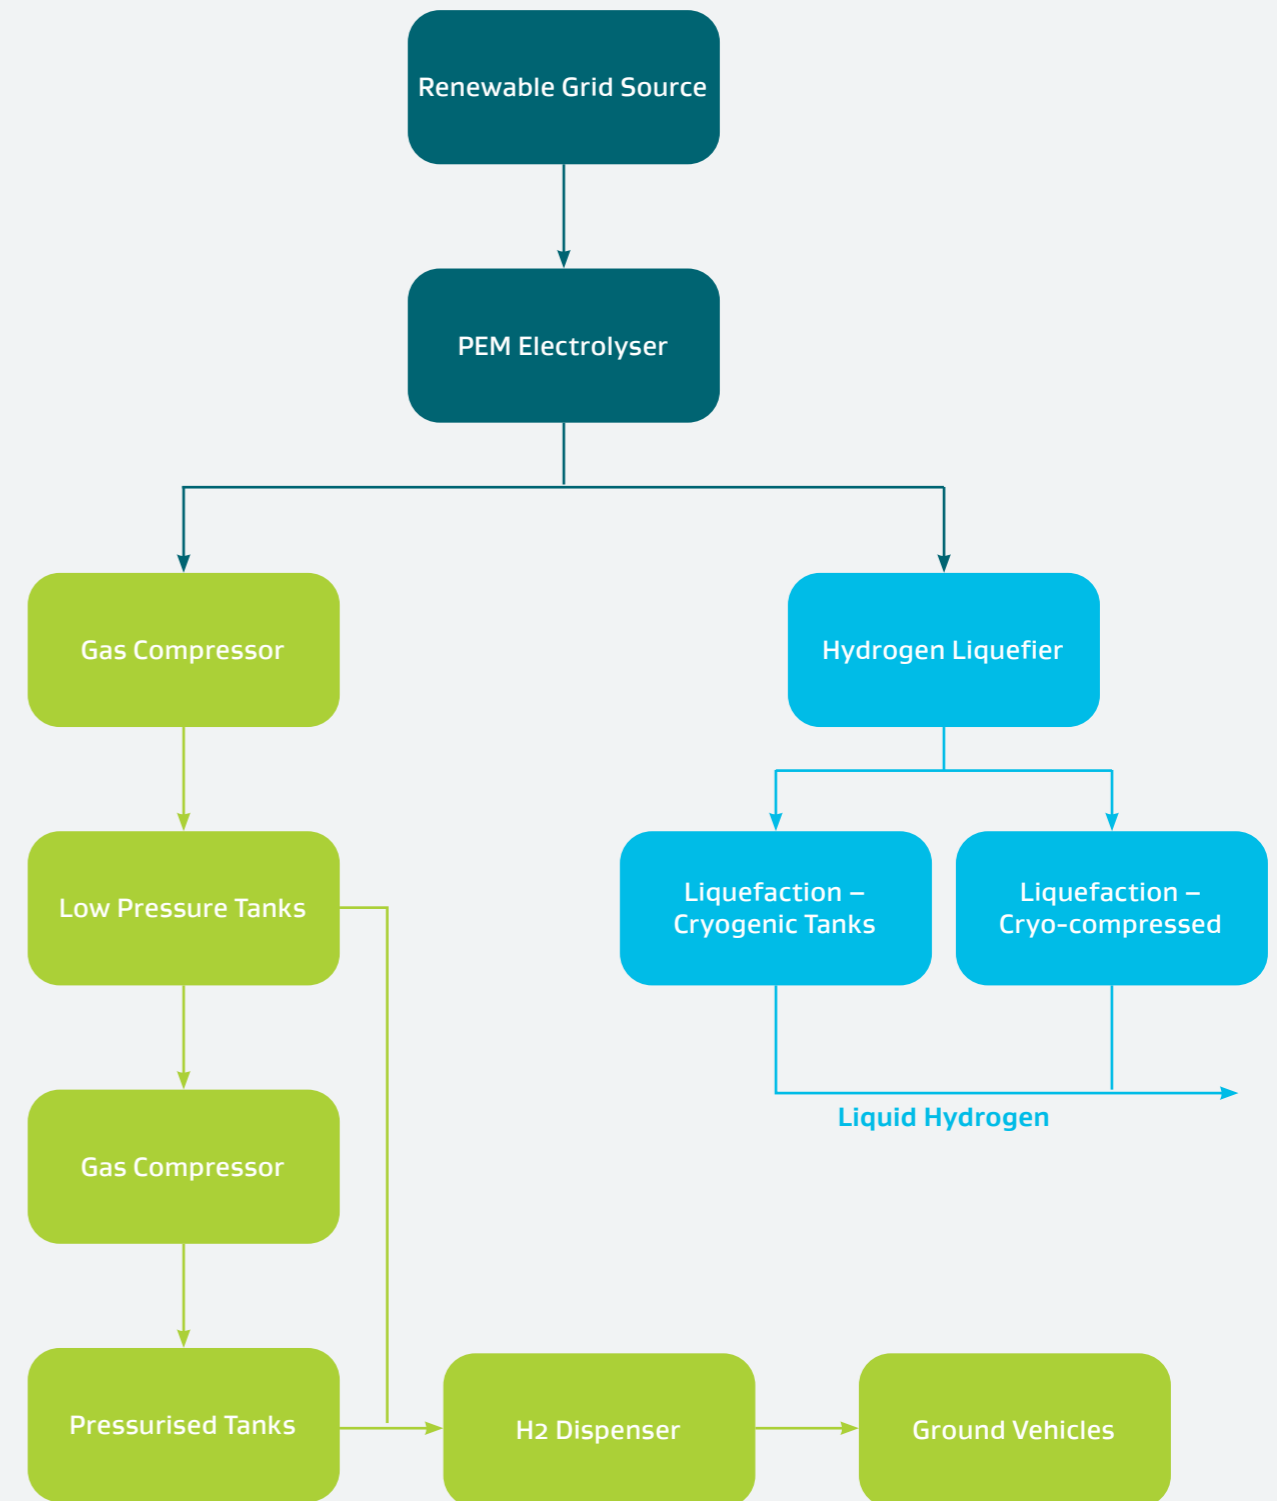 Renewable Grid Source
PEM Electrolyser
Gas Compressor
Hydrogen Liquefier
Low Pressure Tanks
Liquefaction –
Cryogenic Tanks
Liquefaction –
Cryo-compressed
Gas Compressor
Liquid Hydrogen
Pressurised Tanks
H2 Dispenser
Ground Vehicles